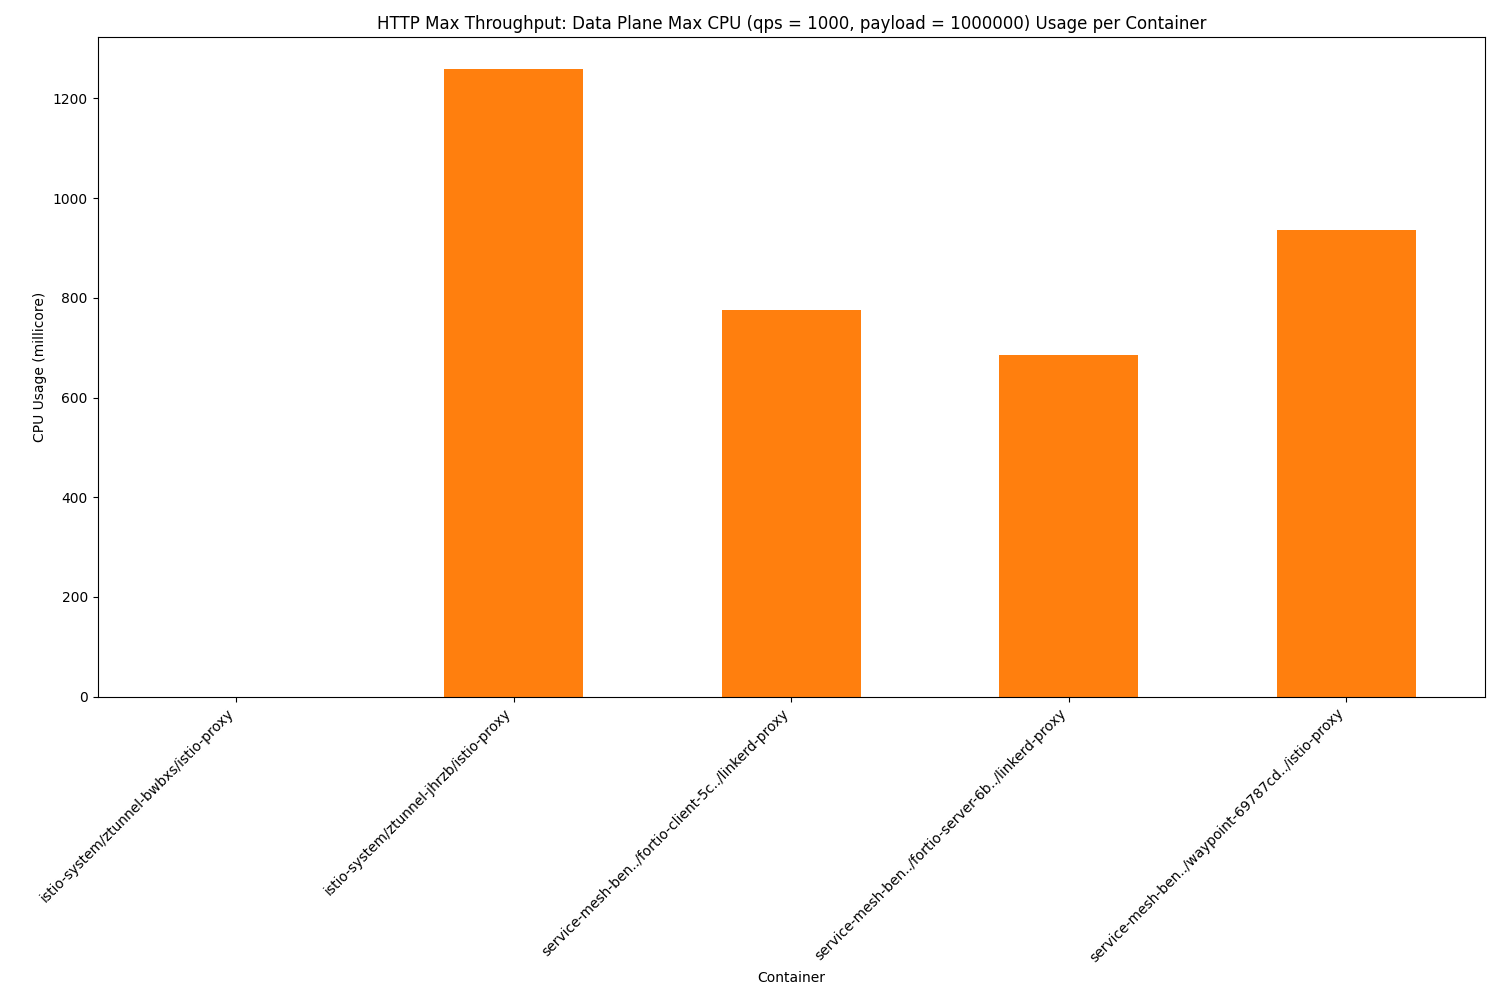 HTTP Max Throughput: Data Plane Max CPU (qps = 1000, payload = 1000000) Usage per Container
CPU Usage (millicore)
1200
1000
800
600
400
200
0
istio-system/ztunnel-bwbxs/istio-proxy
istio-system/ztunnel-jhrzb/istio-proxy
service-mesh-ben../fortio-client-5c../linkerd-proxy
service-mesh-ben../fortio-server-6b../linkerd-proxy
service-mesh-ben../waypoint-69787cd../istio-proxy
Container